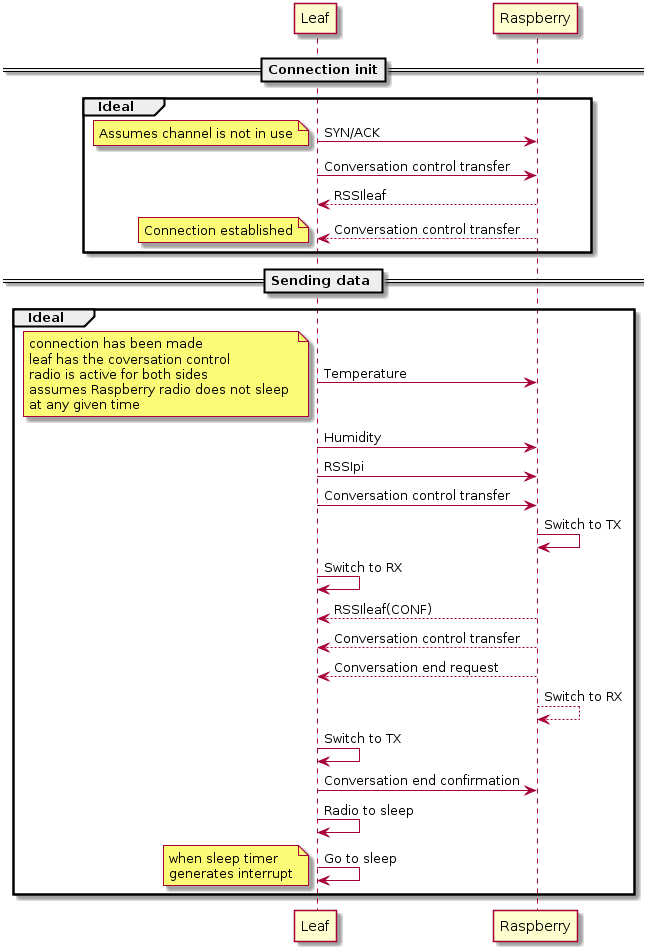 Leaf
Raspberry
Connection init
Ideal
Assumes channel is not in use
SYN/ACK
Conversation control transfer
RSSIleaf
Connection established
Conversation control transfer
Sending data
Ideal
connection has been made
leaf has the coversation control
radio is active for both sides
assumes Raspberry radio does not sleep
at any given time
Temperature
Humidity
RSSIpi
Conversation control transfer
Switch to TX
Switch to RX
RSSIleaf(CONF)
Conversation control transfer
Conversation end request
Switch to RX
Switch to TX
Conversation end confirmation
Radio to sleep
when sleep timer
generates interrupt
Go to sleep
Leaf
Raspberry